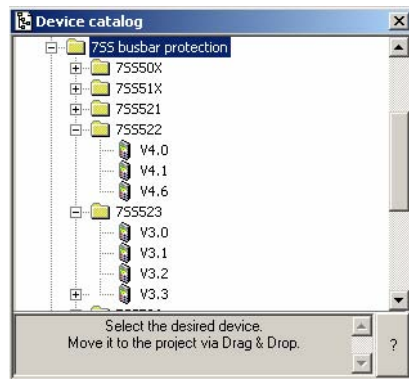 Device catalog
7SS busbar protection
7SS50X
7SS51X
7SS521
7SS522
V4.0
V4.1
V4.6
7SS523
V3.0
V3.1
V3.2
V3.3
Select the desired device.
Move it to the project via Drag & Drop.
?